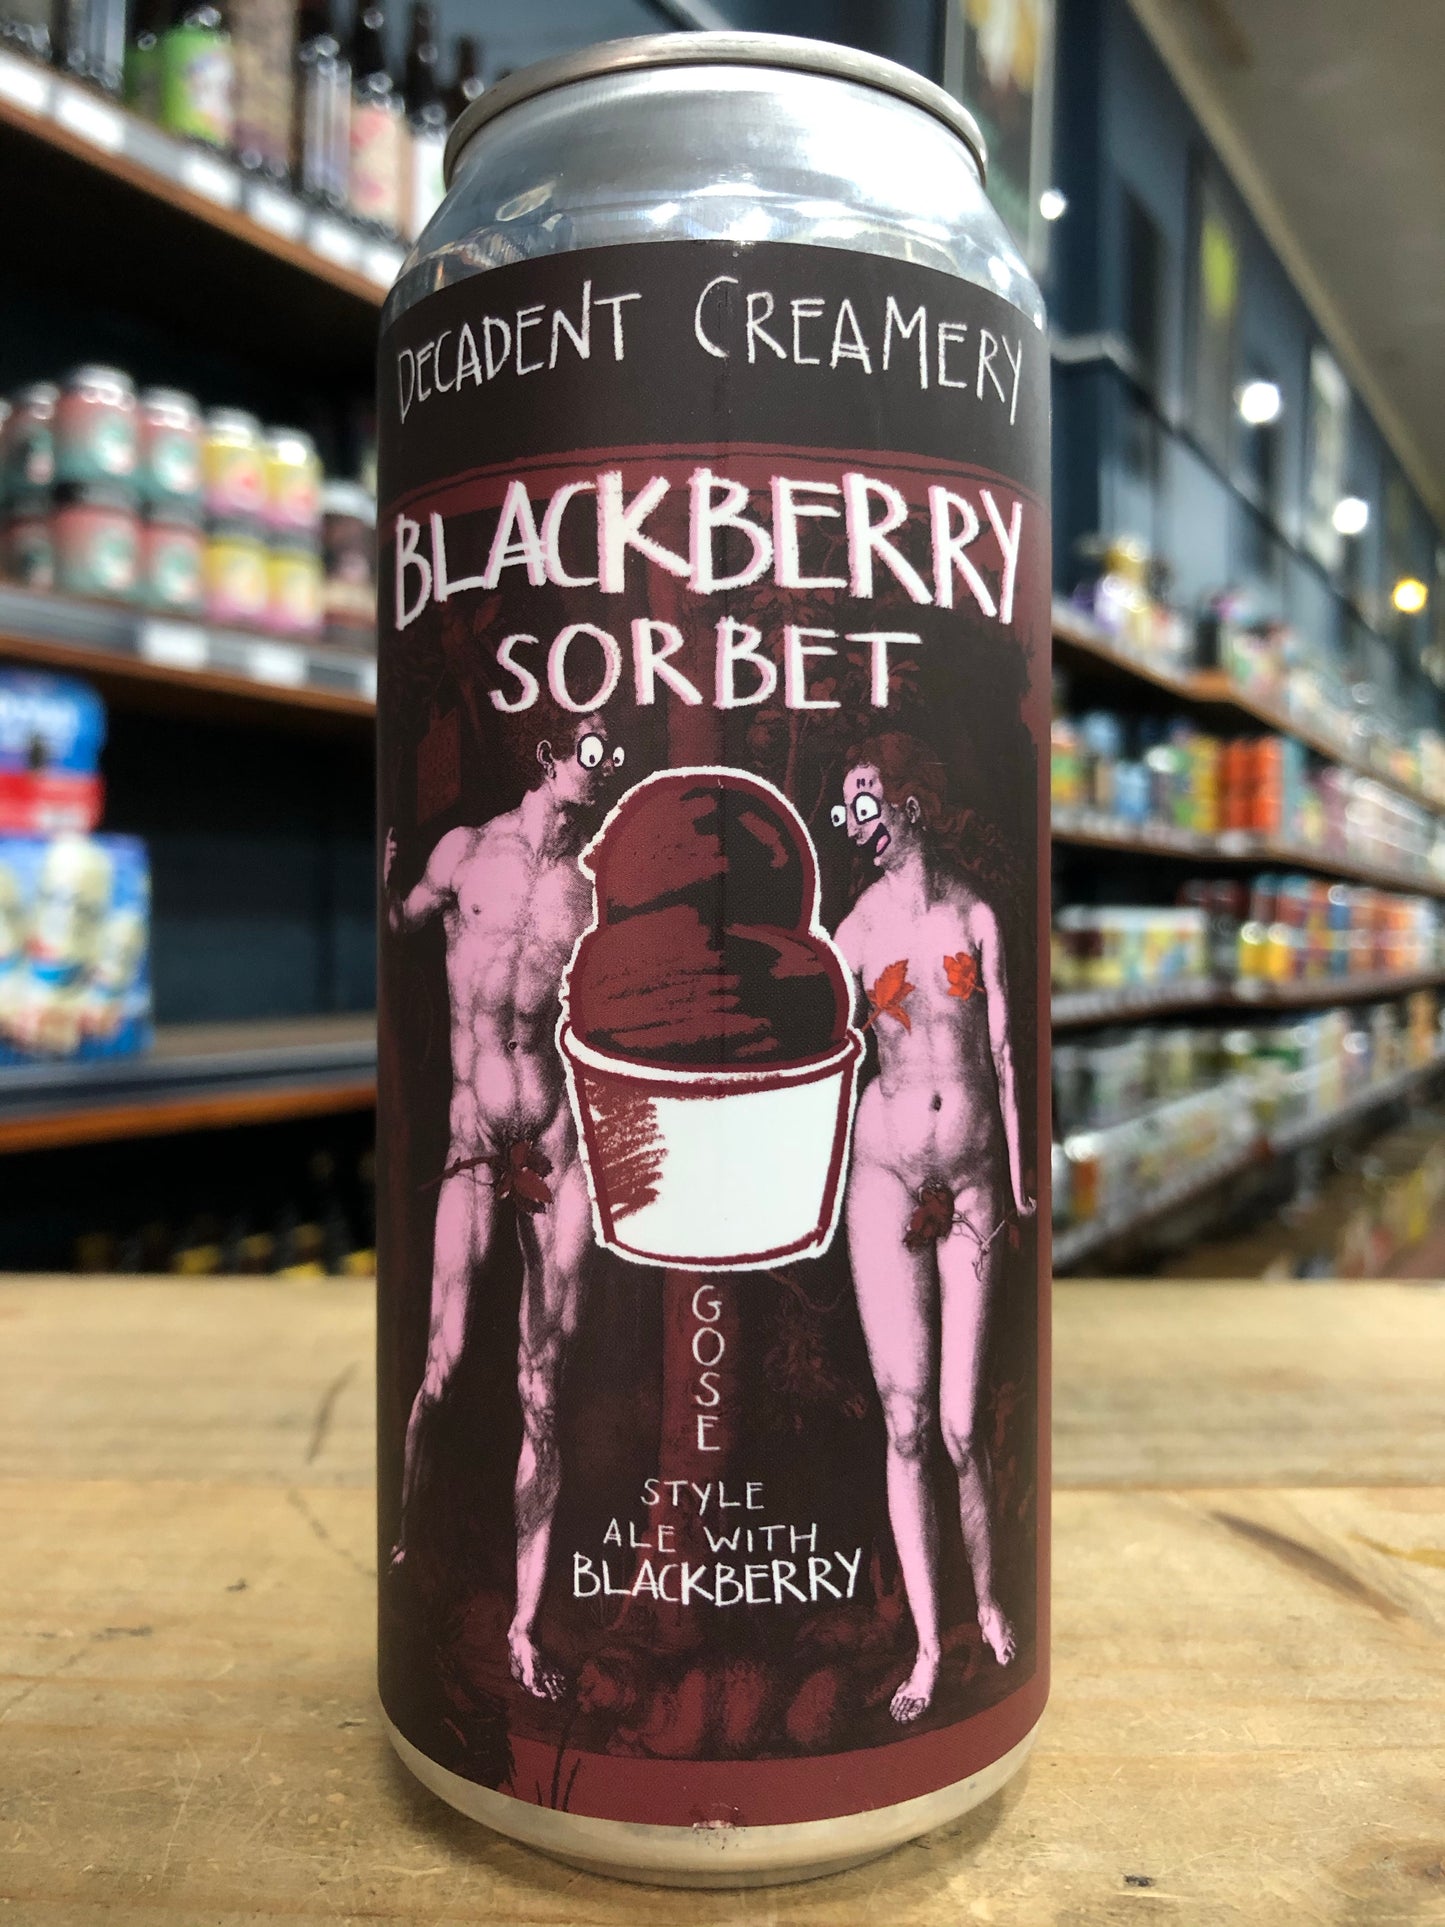 DECADENT CREAMERY
BLACKBERRY
SORBET
GOSE
STYLE
ALE WITH
BLACKBERRY